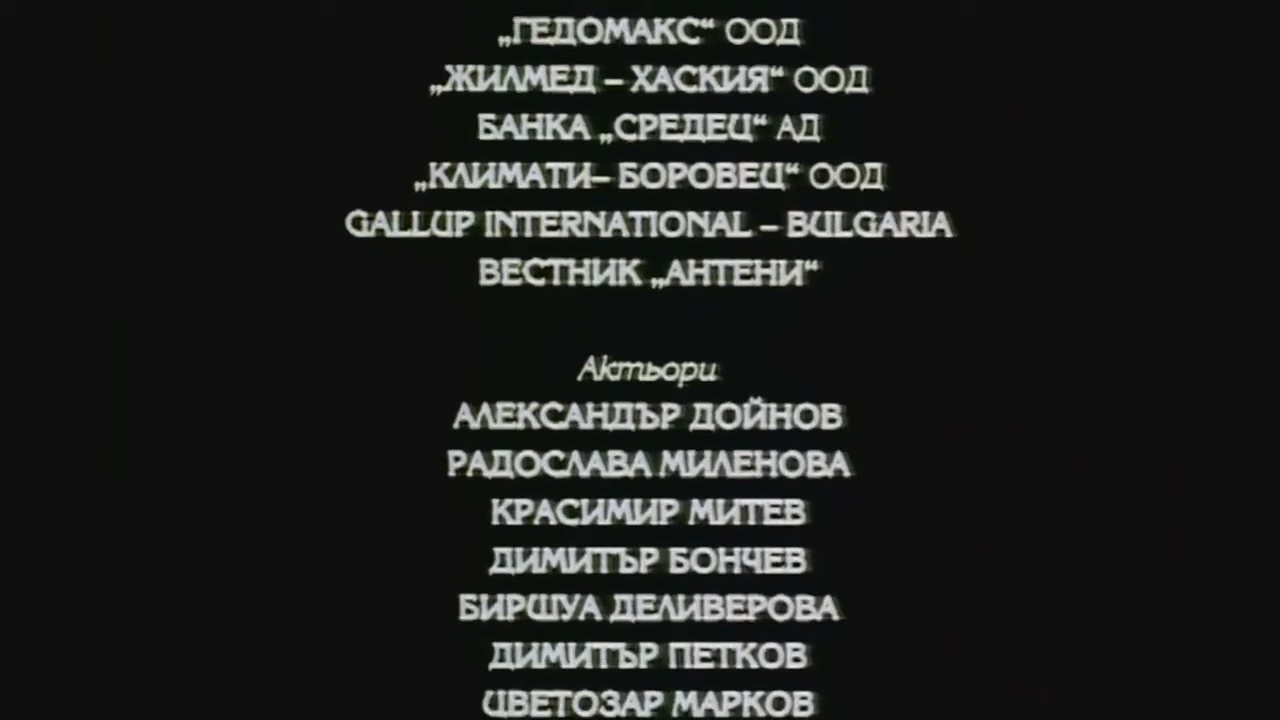 „ГЕДОМАКС“ ООД
„ЖИЛМЕД – ХАСКИЯ“ ООД
БАНКА „СРЕДЕЦ“ АД
„КЛИМАТИ– БОРОВЕЦ“ ООД
GALLUP INTERNATIONAL – BULGARIA
ВЕСТНИК „АНТЕНИ“
Актьори
АЛЕКСАНДЪР ДОЙНОВ
РАДОСЛАВА МИЛЕНОВА
КРАСИМИР МИТЕВ
ДИМИТЪР БОНЧЕВ
БИРШУА ДЕЛИВЕРОВА
ДИМИТЪР ПЕТКОВ
ЦВЕТОЗАР МАРКОВ